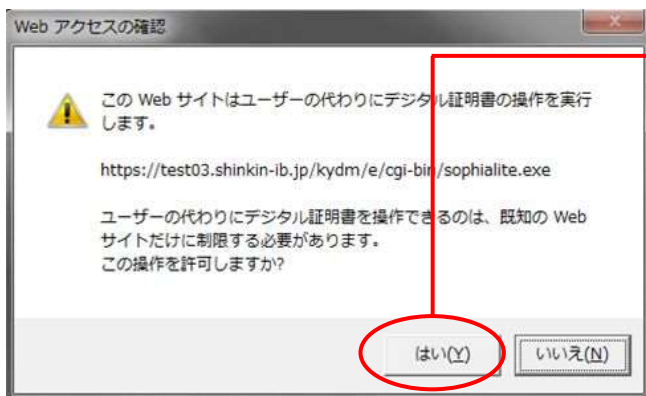 Web アクセスの確認
この Web サイトはユーザーの代わりにデジタル証明書の操作を実行
します。
https://test03.shinkin-ib.jp/kydm/e/cgi-bin/sophialite.exe
ユーザーの代わりにデジタル証明書を操作できるのは、既知の Web
サイトだけに制限する必要があります。
この操作を許可しますか?
はい(Y) いいえ(N)